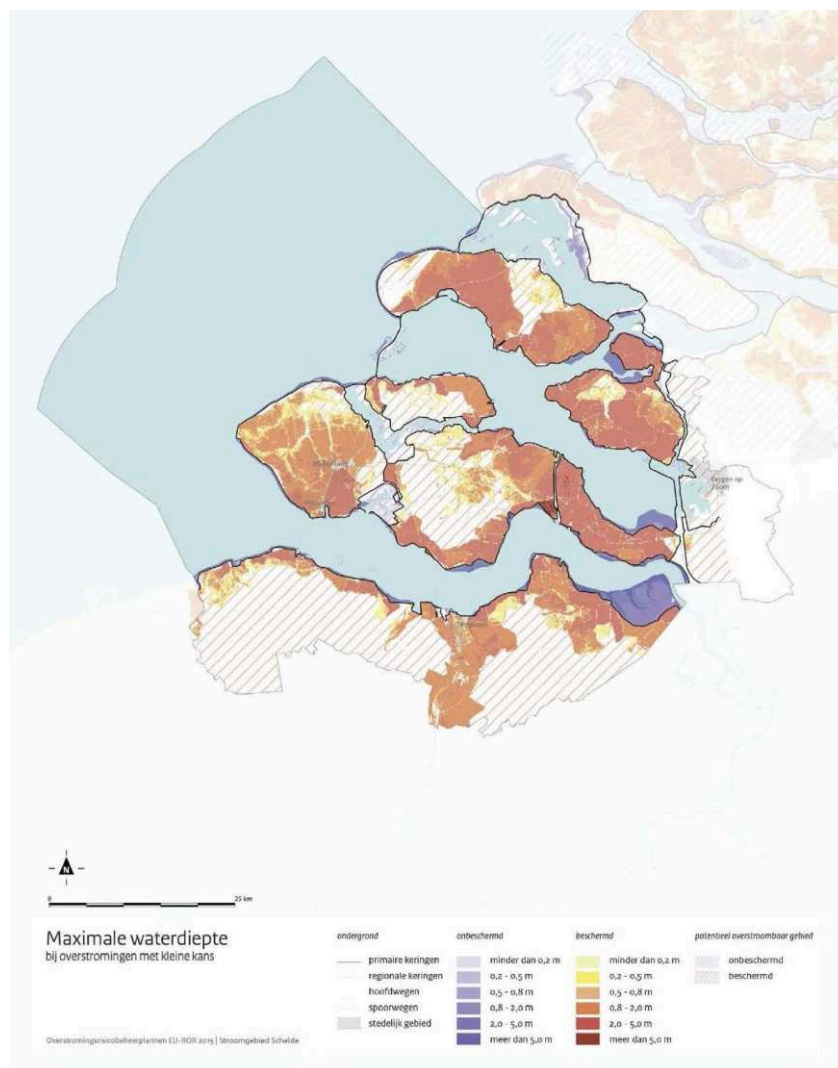 Bergen op
Zoom
N
0
25 km
Maximale waterdiepte
bij overstromingen met kleine kans
Overstromingsrisicobeheerplannen EU-ROR 2015 | Stroomgebied Schelde
ondergrond
primaire keringen
regionale keringen
hoofdwegen
spoorwegen
stedelijk gebied
onbeschermd
minder dan 0,2 m
0,2 - 0,5 m
0,5 - 0,8 m
0,8 - 2,0 m
2,0 - 5,0 m
meer dan 5,0 m
beschermd
minder dan 0,2 m
0,2 - 0,5 m
0,5 - 0,8 m
0,8 - 2,0 m
2,0 - 5,0 m
meer dan 5,0 m
potentieel overstroombaar gebied
onbeschermd
beschermd